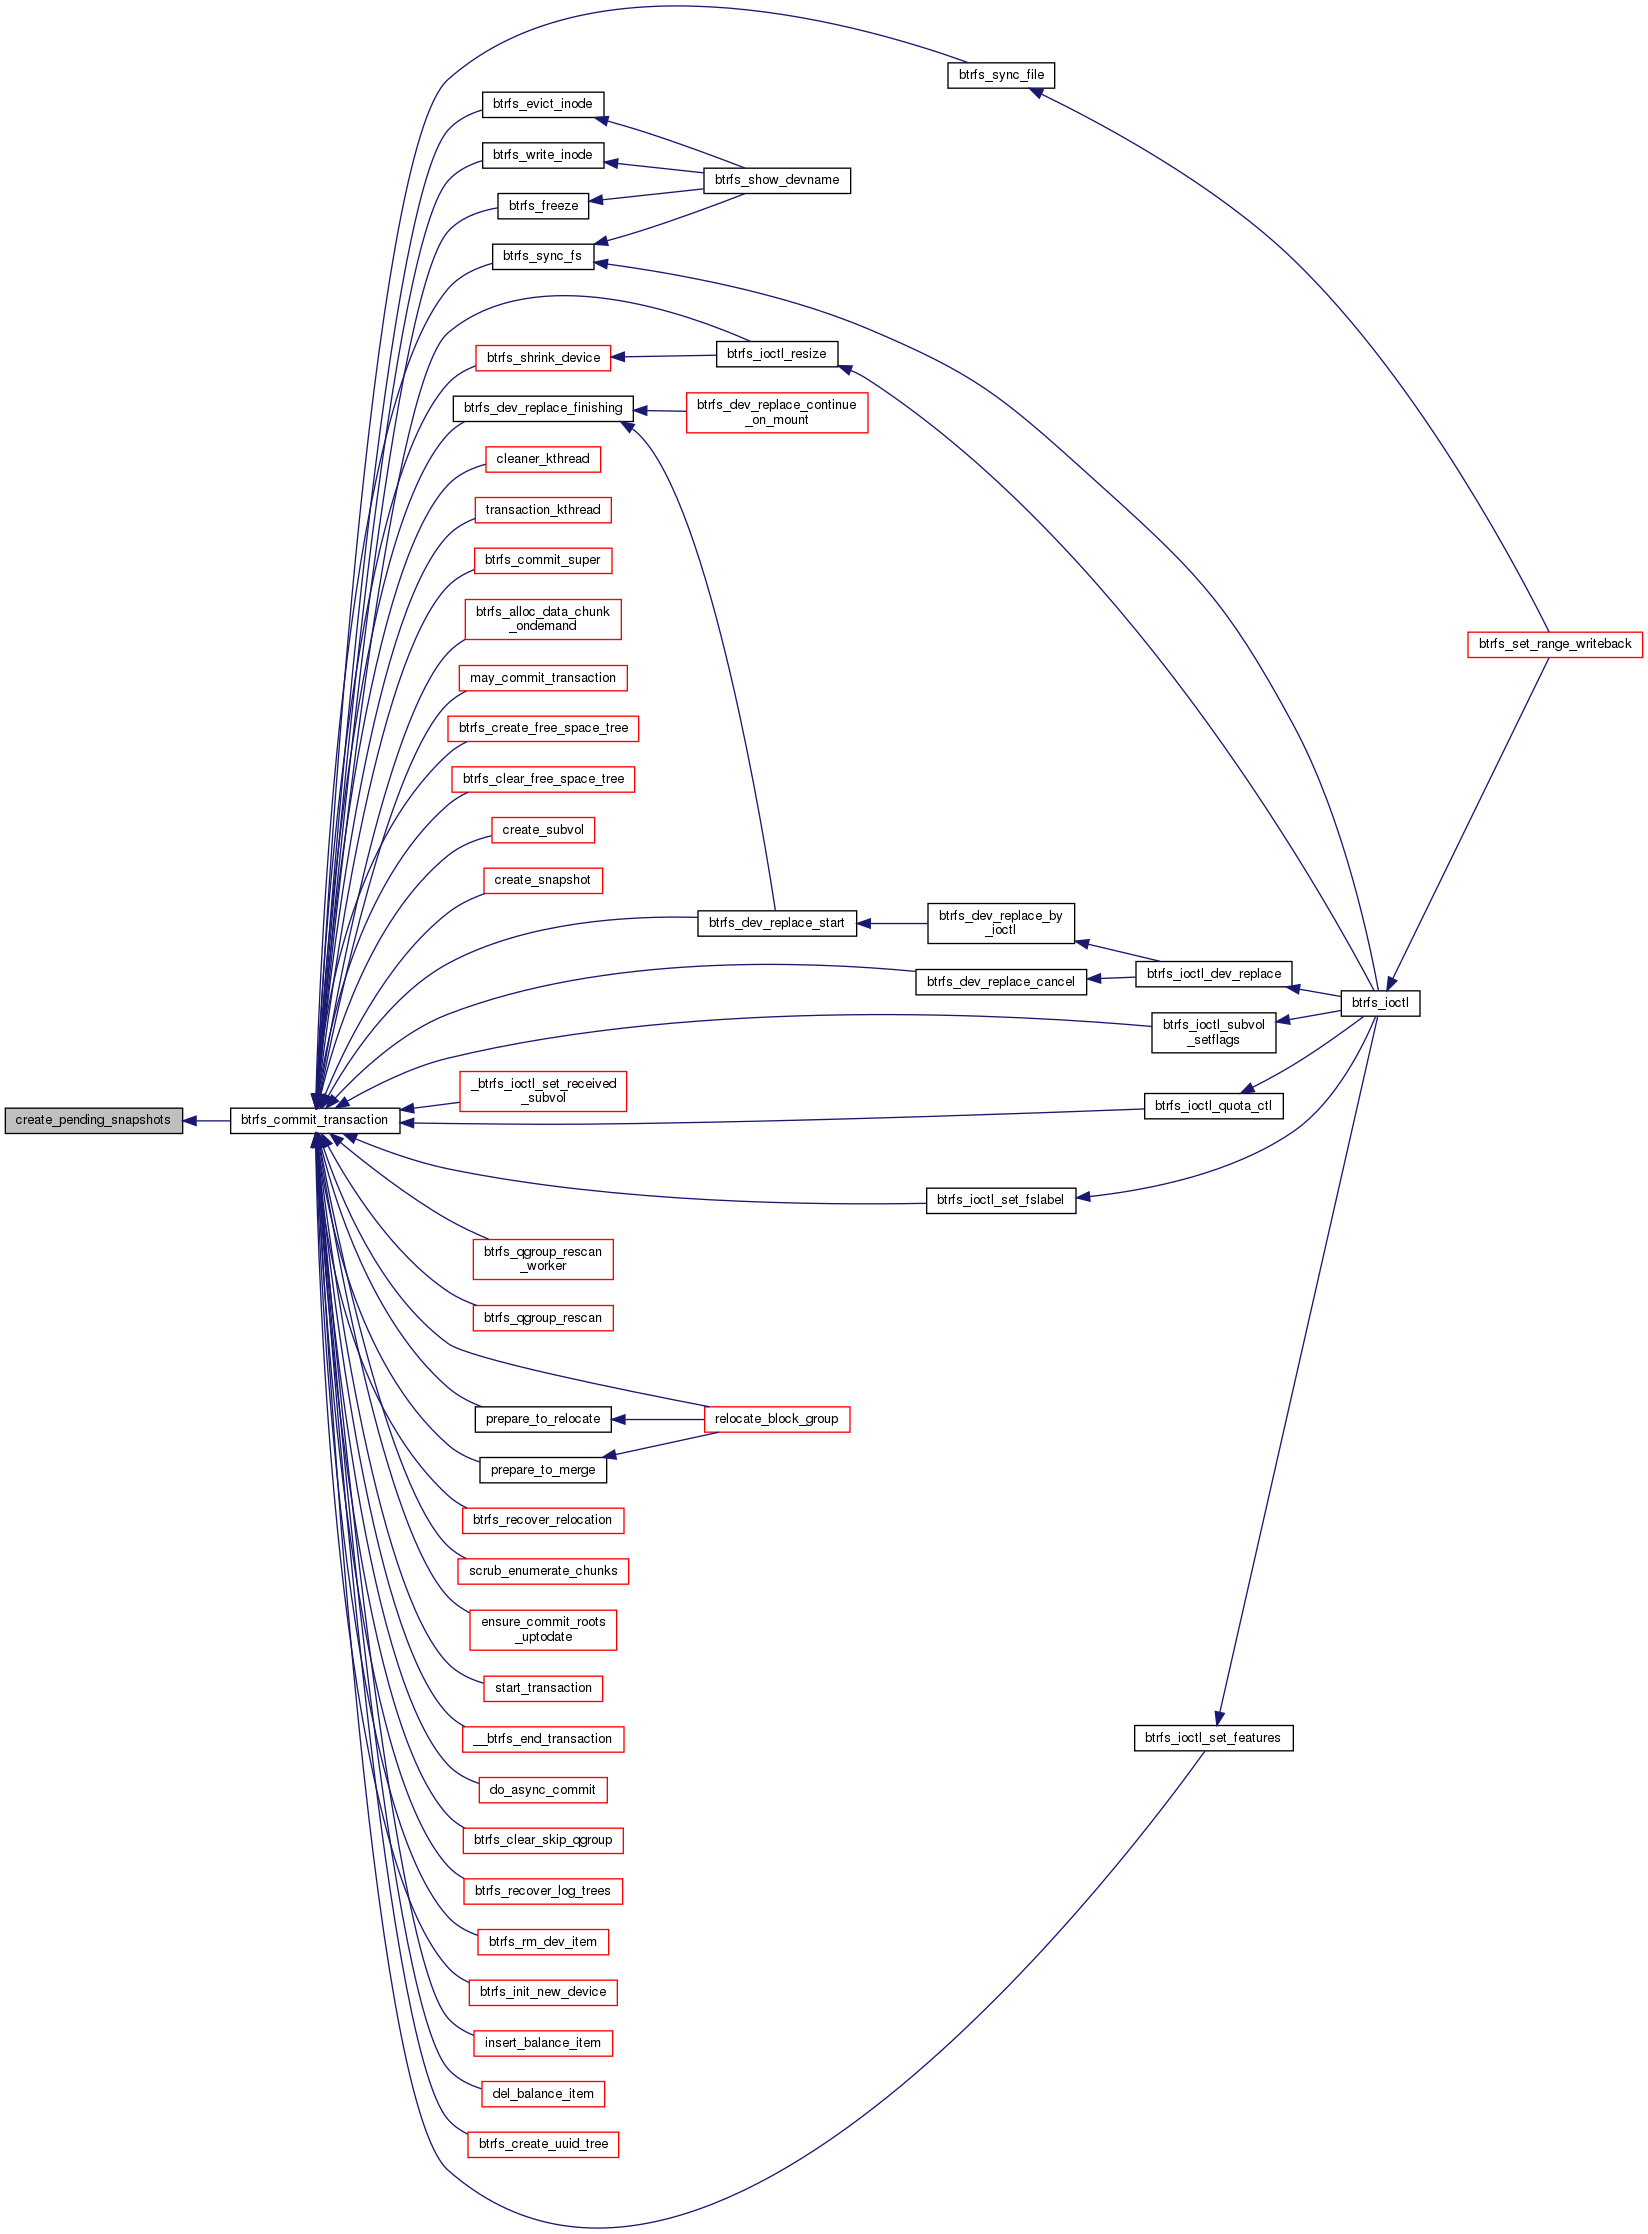 btrfs_sync_file
btrfs_evict_inode
btrfs_write_inode
btrfs_show_devname
btrfs_freeze
btrfs_sync_fs
btrfs_ioctl_resize
btrfs_shrink_device
btrfs_dev_replace_continue
_on_mount
btrfs_dev_replace_finishing
cleaner_kthread
transaction_kthread
btrfs_commit_super
btrfs_alloc_data_chunk
_ondemand
btrfs_set_range_writeback
may_commit_transaction
btrfs_create_free_space_tree
btrfs_clear_free_space_tree
create_subvol
create_snapshot
btrfs_dev_replace_start
btrfs_dev_replace_by
_ioctl
btrfs_ioctl_dev_replace
btrfs_dev_replace_cancel
btrfs_ioctl
btrfs_ioctl_subvol
_setflags
_btrfs_ioctl_set_received
_subvol
btrfs_ioctl_quota_ctl
create_pending_snapshots
btrfs_commit_transaction
btrfs_ioctl_set_fslabel
btrfs_qgroup_rescan
_worker
btrfs_qgroup_rescan
prepare_to_relocate
relocate_block_group
prepare_to_merge
btrfs_recover_relocation
scrub_enumerate_chunks
ensure_commit_roots
_uptodate
start_transaction
__btrfs_end_transaction
btrfs_ioctl_set_features
do_async_commit
btrfs_clear_skip_qgroup
btrfs_recover_log_trees
btrfs_rm_dev_item
btrfs_init_new_device
insert_balance_item
del_balance_item
btrfs_create_uuid_tree